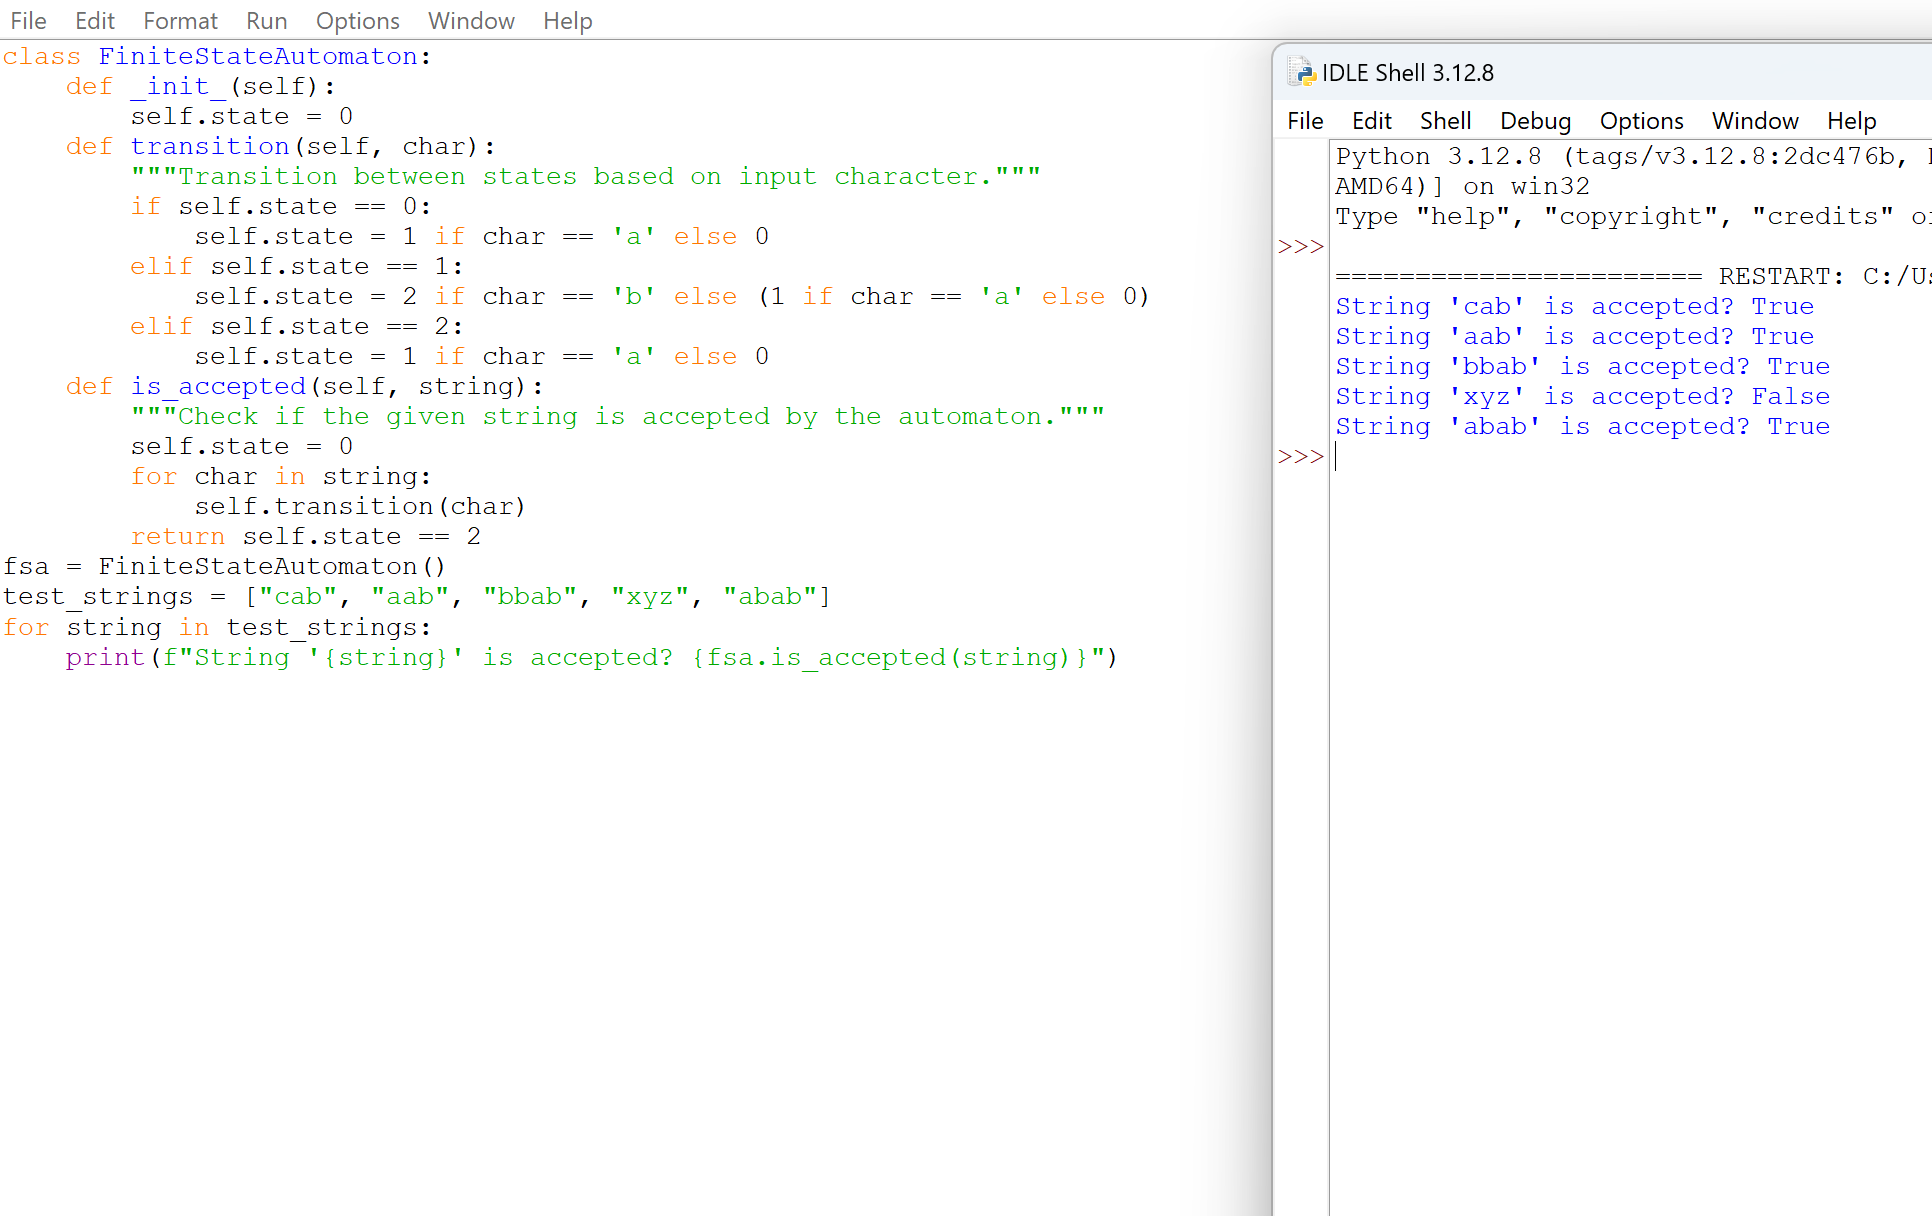 File Edit Format Run Options Window Help
class FiniteStateAutomaton:
    def _init_(self):
        self.state = 0
    def transition(self, char):
        """Transition between states based on input character."""
        if self.state == 0:
            self.state = 1 if char == 'a' else 0
        elif self.state == 1:
            self.state = 2 if char == 'b' else (1 if char == 'a' else 0)
        elif self.state == 2:
            self.state = 1 if char == 'a' else 0
    def is_accepted(self, string):
        """Check if the given string is accepted by the automaton."""
        self.state = 0
        for char in string:
            self.transition(char)
        return self.state == 2
fsa = FiniteStateAutomaton()
test_strings = ["cab", "aab", "bbab", "xyz", "abab"]
for string in test_strings:
    print(f"String '{string}' is accepted? {fsa.is_accepted(string)}")
IDLE Shell 3.12.8
File Edit Shell Debug Options Window Help
Python 3.12.8 (tags/v3.12.8:2dc476b,
AMD64)] on win32
Type "help", "copyright", "credits"
>>>
======================= RESTART:
String 'cab' is accepted? True
String 'aab' is accepted? True
String 'bbab' is accepted? True
String 'xyz' is accepted? False
String 'abab' is accepted? True
>>>